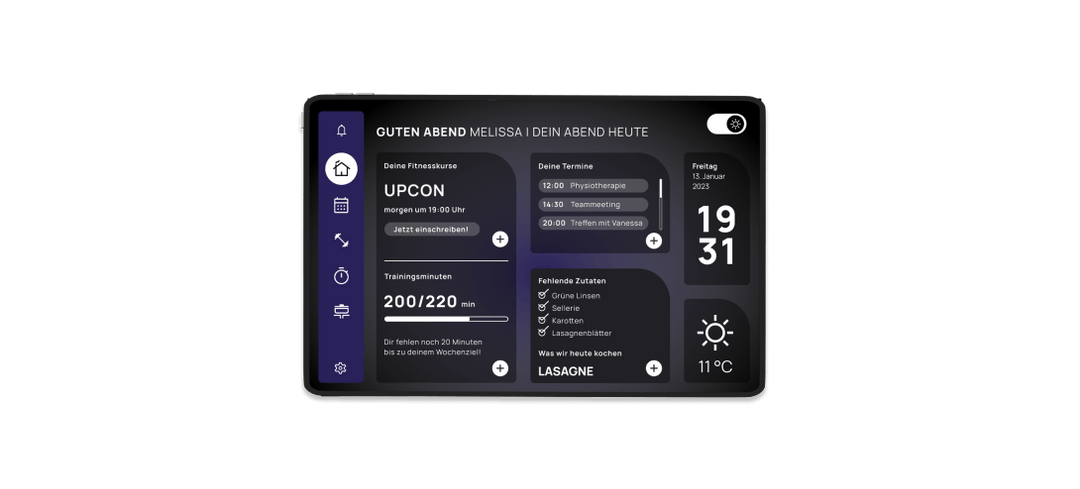 GUTEN ABEND MELISSA I DEIN ABEND HEUTE
Deine Fitnesskurse
UPCON
morgen um 19:00 Uhr
Jetzt einschreiben!
Trainingsminuten
200/220 min
Dir fehlen noch 20 Minuten
bis zu deinem Wochenziel!
Deine Termine
12:00 Physiotherapie
14:30 Teammeeting
20:00 Treffen mit Vanessa
Fehlende Zutaten
Grüne Linsen
Sellerie
Karotten
Lasagnenblätter
Was wir heute kochen
LASAGNE
Freitag
13. Januar
2023
19
31
11 °C